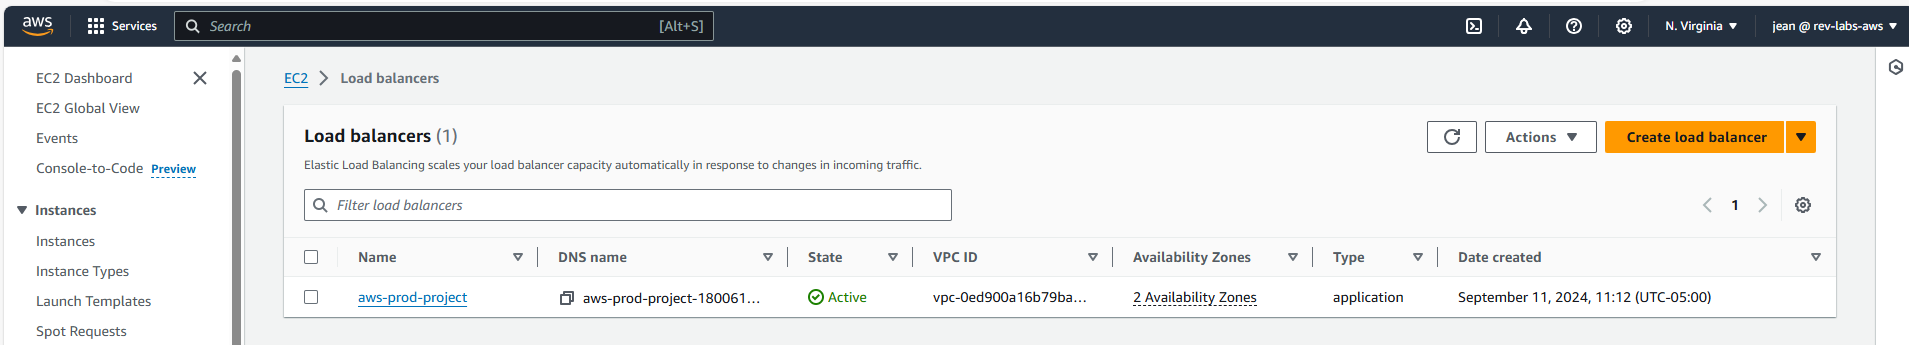 aws Services Search [Alt+S] N. Virginia jean @ rev-labs-aws
EC2 Dashboard
EC2 Global View
Events
Console-to-Code Preview
Instances
Instances
Instance Types
Launch Templates
Spot Requests
EC2 Load balancers
Load balancers (1)
Actions Create load balancer
Elastic Load Balancing scales your load balancer capacity automatically in response to changes in incoming traffic.
Filter load balancers
1
Name DNS name State VPC ID Availability Zones Type Date created
aws-prod-project aws-prod-project-180061... Active vpc-0ed900a16b79ba... 2 Availability Zones application September 11, 2024, 11:12 (UTC-05:00)